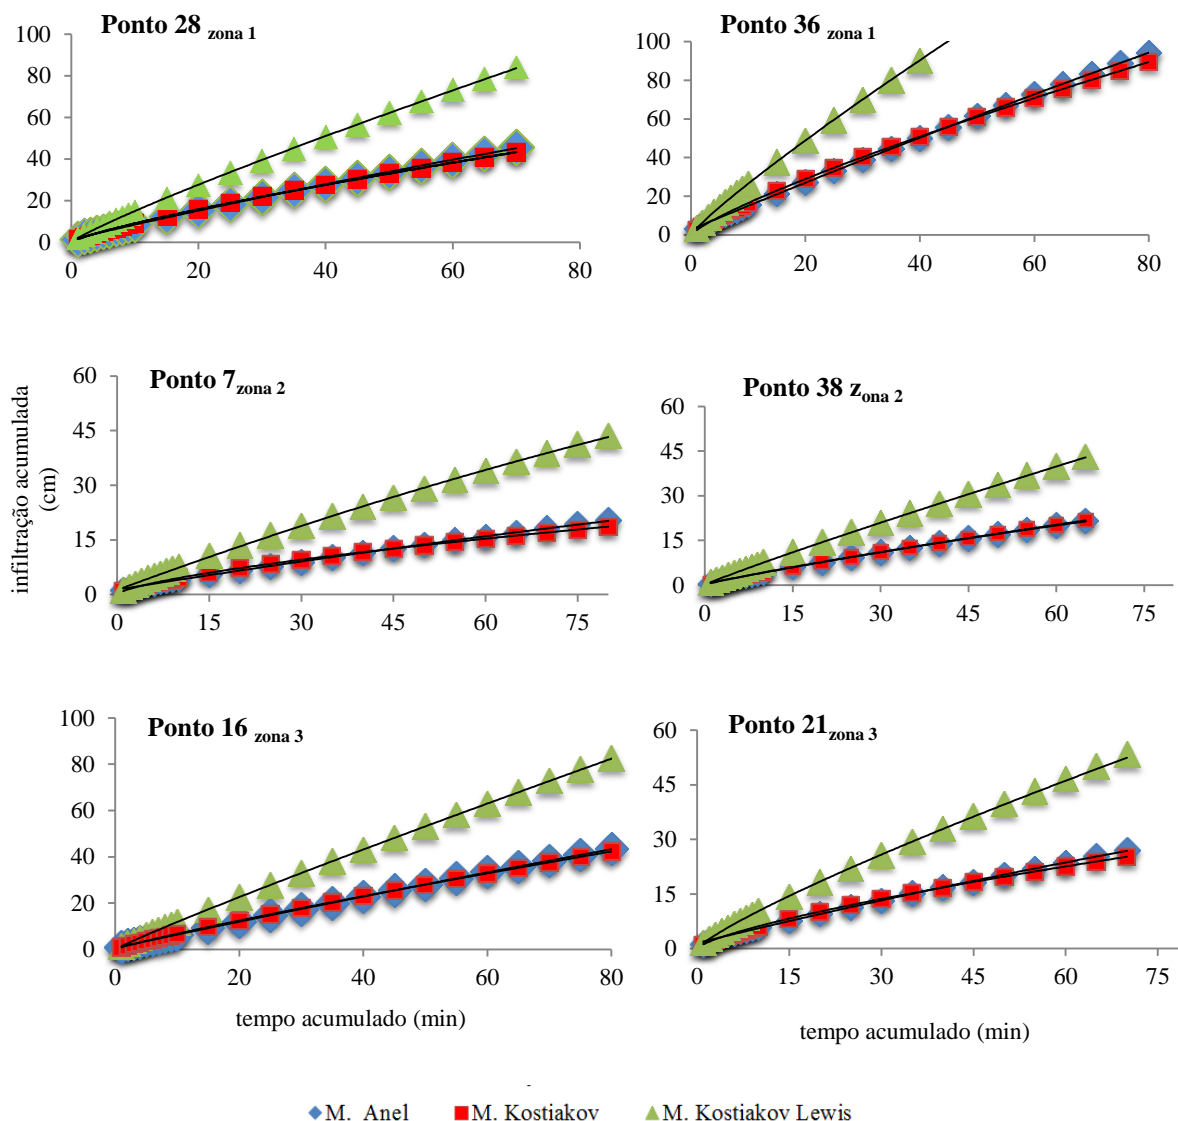 Ponto 28 zona 1
100
80
60
40
20
0
0 20 40 60 80
Ponto 36 zona 1
100
80
60
40
20
0
0 20 40 60 80
infiltração acumulada
(cm)
Ponto 7 zona 2
60
45
30
15
0
0 15 30 45 60 75
Ponto 38 zona 2
60
45
30
15
0
0 15 30 45 60 75
Ponto 16 zona 3
100
80
60
40
20
0
0 20 40 60 80
tempo acumulado (min)
Ponto 21 zona 3
60
45
30
15
0
0 15 30 45 60 75
tempo acumulado (min)
M. Anel M. Kostiakov M. Kostiakov Lewis